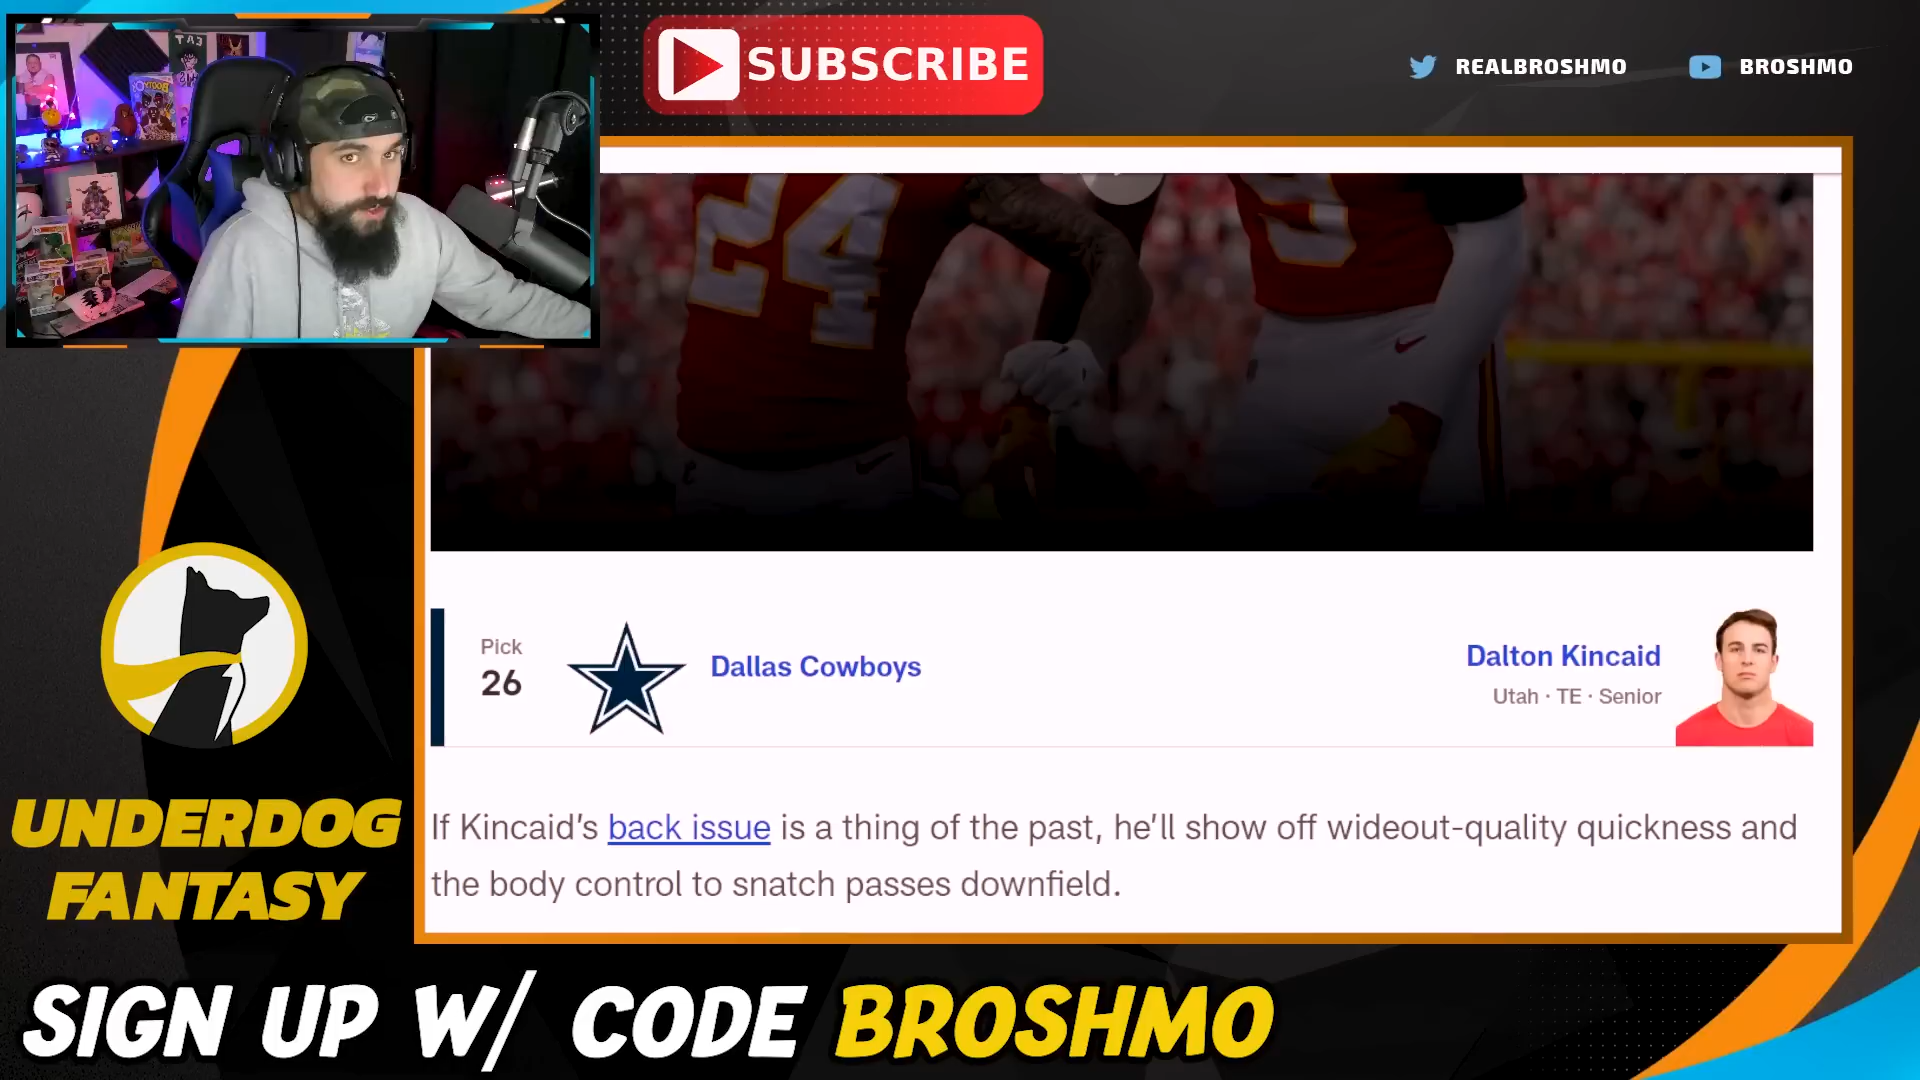 SUBSCRIBE
REALBROSHMO
BROSHMO
24
9
Pick
26
Dallas Cowboys
Dalton Kincaid
Utah · TE · Senior
If Kincaid’s back issue is a thing of the past, he’ll show off wideout-quality quickness and
the body control to snatch passes downfield.
UNDERDOG
FANTASY
SIGN UP W/ CODE BROSHMO